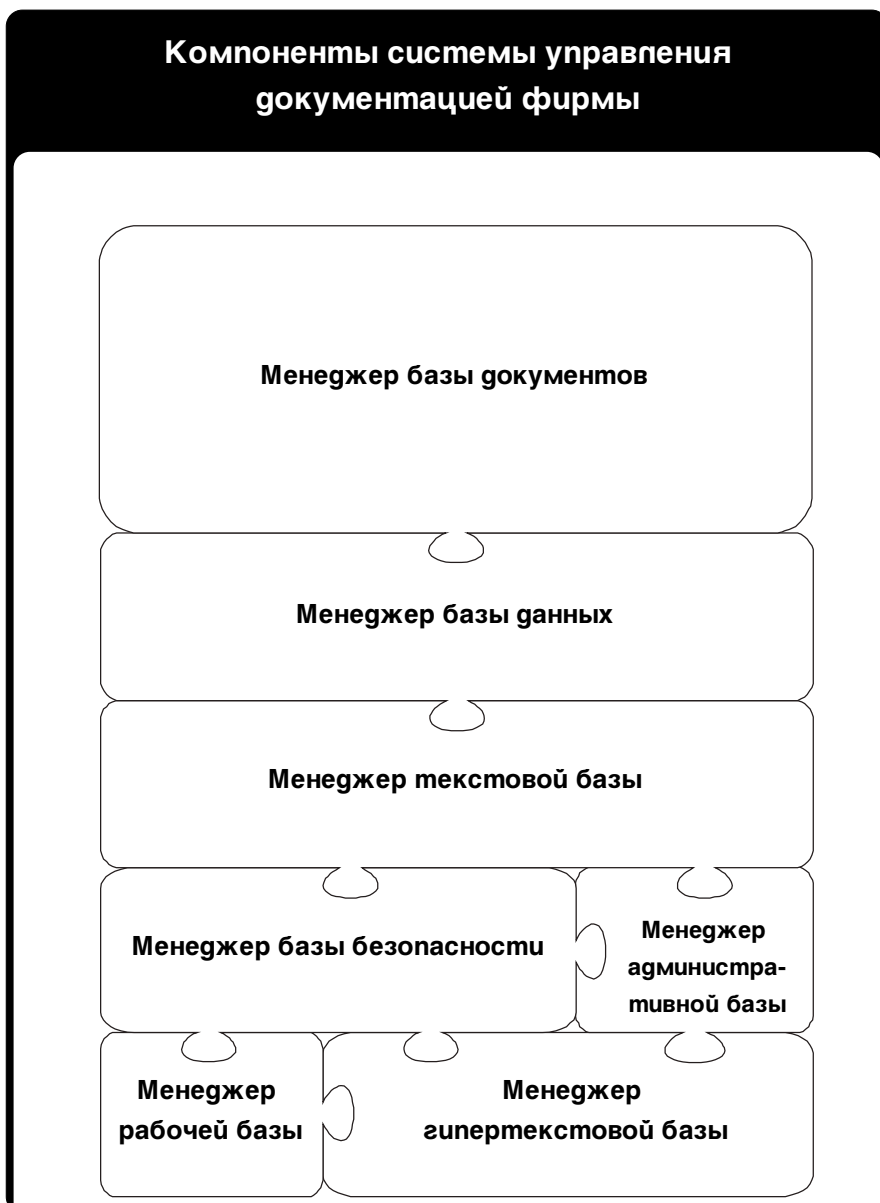 Компоненты системы управления
документацией фирмы
Менеджер базы документов
Менеджер базы данных
Менеджер текстовой базы
Менеджер базы безопасности
Менеджер
администра-
тивной базы
Менеджер
рабочей базы
Менеджер
гипертекстовой базы